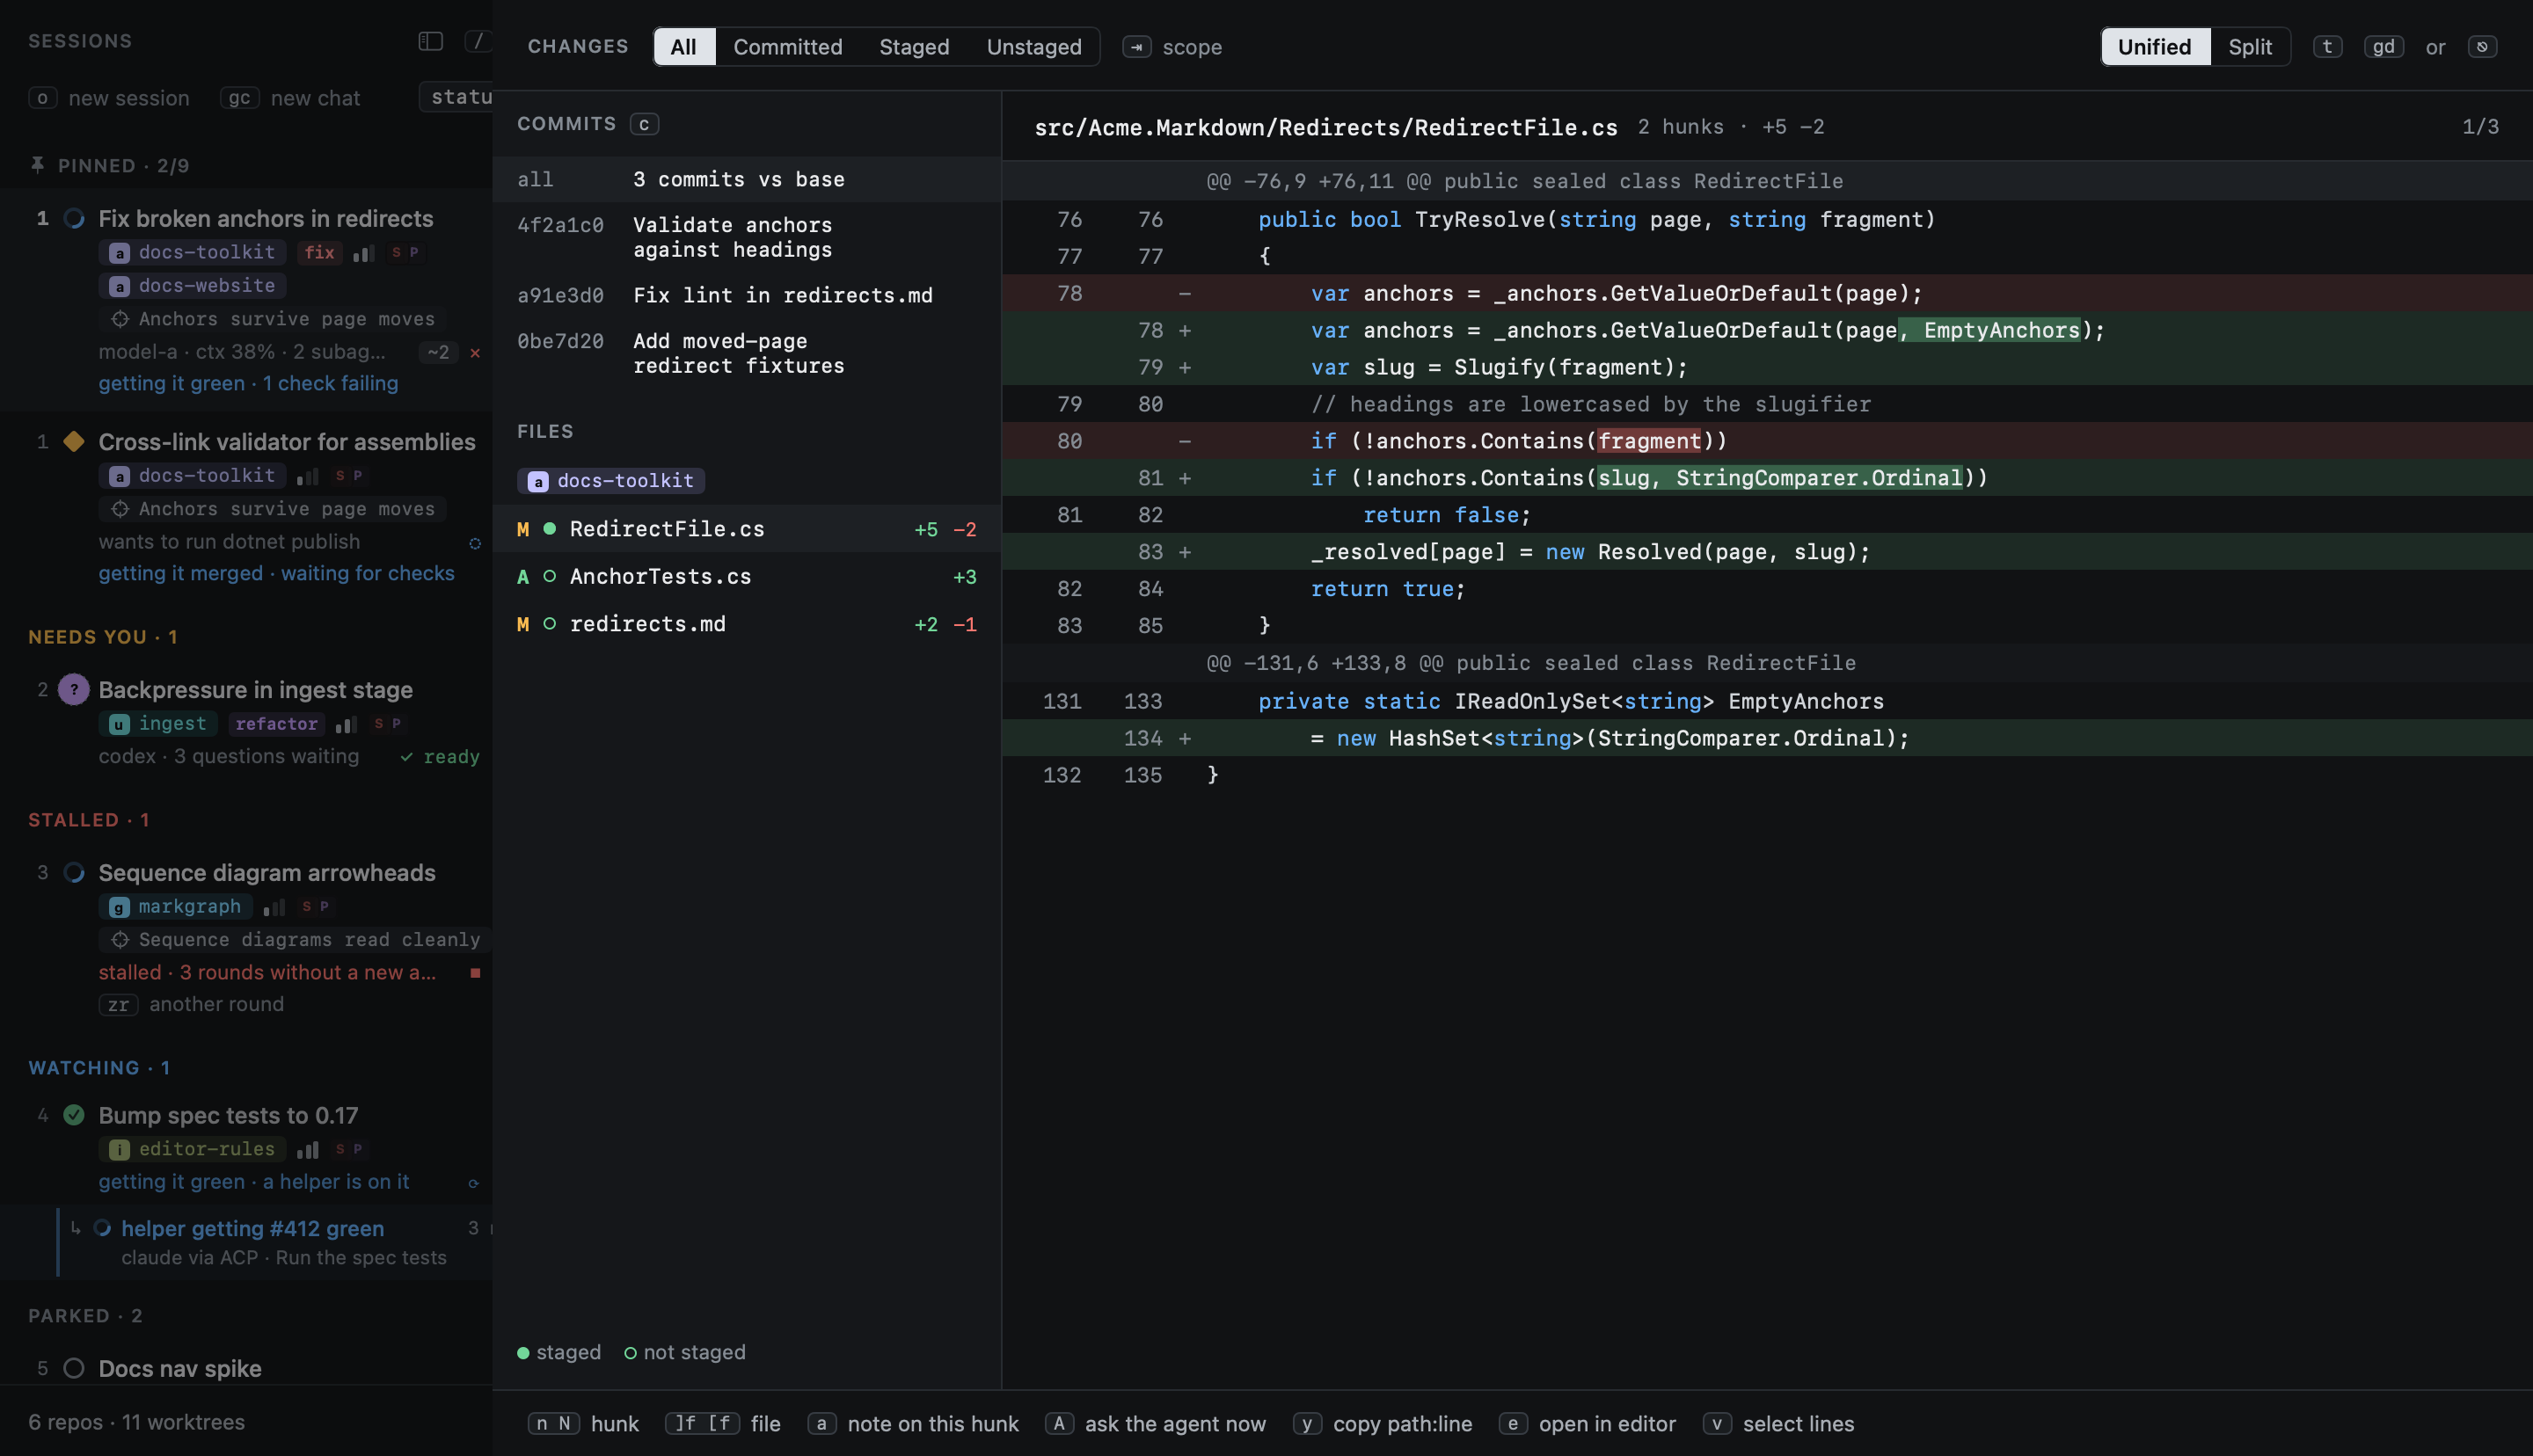 SESSIONS
/
o new session gc new chat statu
PINNED · 2/9
1 Fix broken anchors in redirects
a docs-toolkit fix S P
a docs-website
Anchors survive page moves
model-a · ctx 38% · 2 subag... ~2 ×
getting it green · 1 check failing
1 Cross-link validator for assemblies
a docs-toolkit S P
Anchors survive page moves
wants to run dotnet publish
getting it merged · waiting for checks
NEEDS YOU · 1
2 ? Backpressure in ingest stage
u ingest refactor S P
codex · 3 questions waiting ✓ ready
STALLED · 1
3 Sequence diagram arrowheads
g markgraph S P
Sequence diagrams read cleanly
stalled · 3 rounds without a new a...
zr another round
WATCHING · 1
4 Bump spec tests to 0.17
i editor-rules S P
getting it green · a helper is on it
↳ helper getting #412 green 3
claude via ACP · Run the spec tests
PARKED · 2
5 Docs nav spike
6 repos · 11 worktrees
CHANGES All Committed Staged Unstaged ⇥ scope
Unified Split t gd or
COMMITS c
all 3 commits vs base
4f2a1c0 Validate anchors
against headings
a91e3d0 Fix lint in redirects.md
0be7d20 Add moved-page
redirect fixtures
FILES
a docs-toolkit
M RedirectFile.cs +5 −2
A AnchorTests.cs +3
M redirects.md +2 −1
staged not staged
src/Acme.Markdown/Redirects/RedirectFile.cs 2 hunks · +5 −2 1/3
@@ −76,9 +76,11 @@ public sealed class RedirectFile
76 76 public bool TryResolve(string page, string fragment)
77 77 {
78 − var anchors = _anchors.GetValueOrDefault(page);
78 + var anchors = _anchors.GetValueOrDefault(page, EmptyAnchors);
79 + var slug = Slugify(fragment);
79 80 // headings are lowercased by the slugifier
80 − if (!anchors.Contains(fragment))
81 + if (!anchors.Contains(slug, StringComparer.Ordinal))
81 82 return false;
83 + _resolved[page] = new Resolved(page, slug);
82 84 return true;
83 85 }
@@ −131,6 +133,8 @@ public sealed class RedirectFile
131 133 private static IReadOnlySet<string> EmptyAnchors
134 + = new HashSet<string>(StringComparer.Ordinal);
132 135 }
n N hunk ]f [f file a note on this hunk A ask the agent now y copy path:line e open in editor v select lines